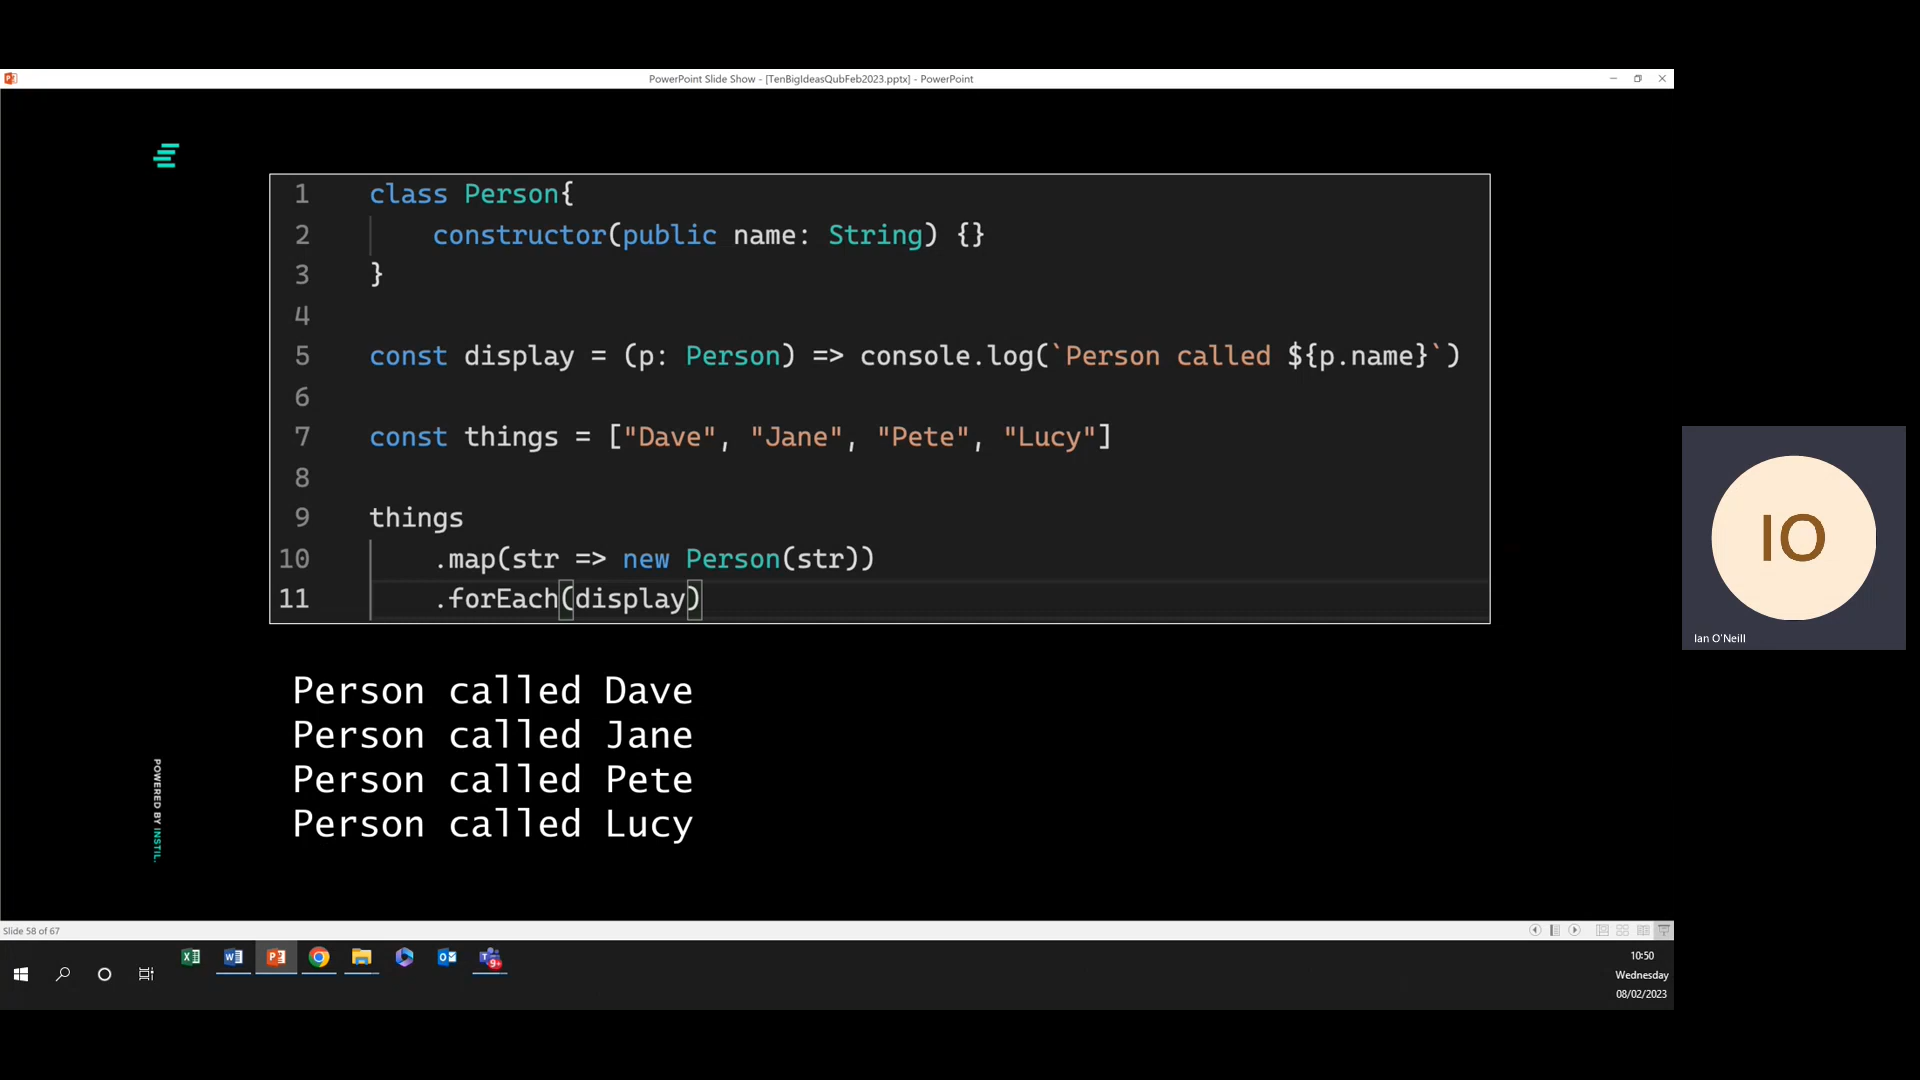 PowerPoint Slide Show - [TenBigIdeasQubFeb2023.pptx] - PowerPoint
1 class Person{
2 constructor(public name: String) {}
3 }
4
5 const display = (p: Person) => console.log(`Person called ${p.name}`)
6
7 const things = ["Dave", "Jane", "Pete", "Lucy"]
8
9 things
10 .map(str => new Person(str))
11 .forEach(display)
Person called Dave
Person called Jane
Person called Pete
Person called Lucy
POWERED BY INSTIL.
IO
Ian O'Neill
Slide 58 of 67
10:50
Wednesday
08/02/2023
9+